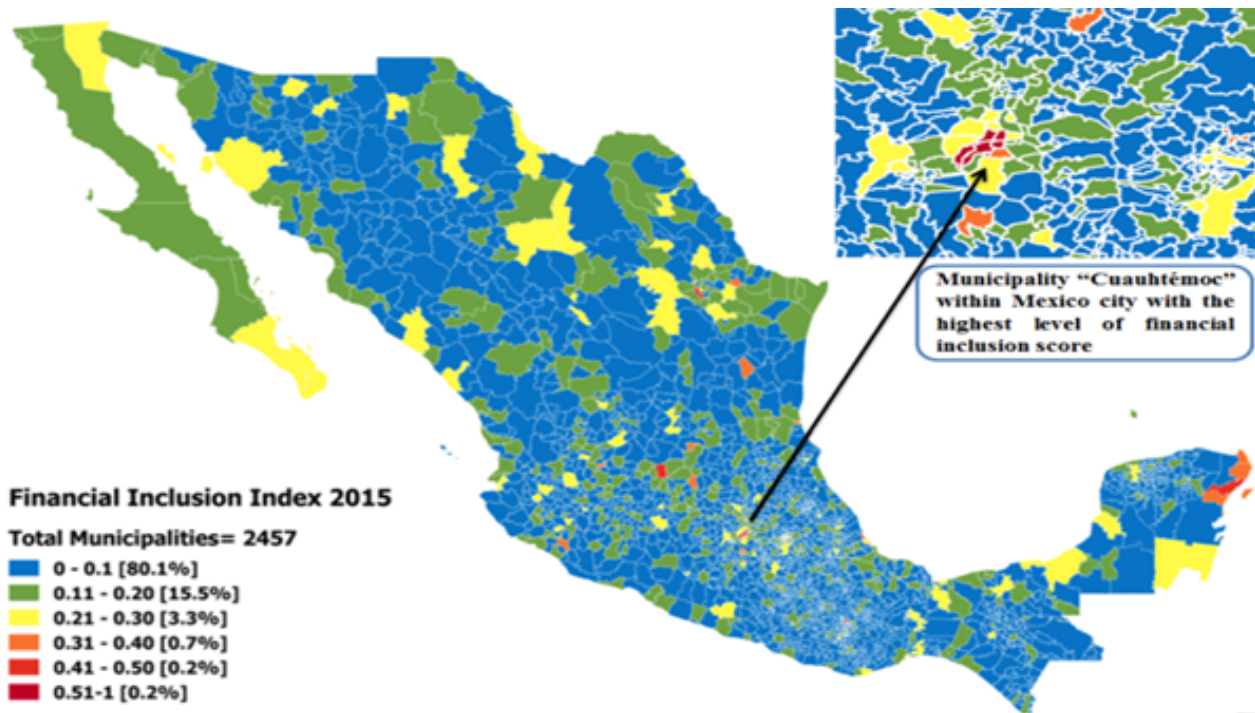 Municipality “Cuauhtémoc”
within Mexico city with the
highest level of financial
inclusion score
Financial Inclusion Index 2015
Total Municipalities= 2457
0 - 0.1 [80.1%]
0.11 - 0.20 [15.5%]
0.21 - 0.30 [3.3%]
0.31 - 0.40 [0.7%]
0.41 - 0.50 [0.2%]
0.51-1 [0.2%]